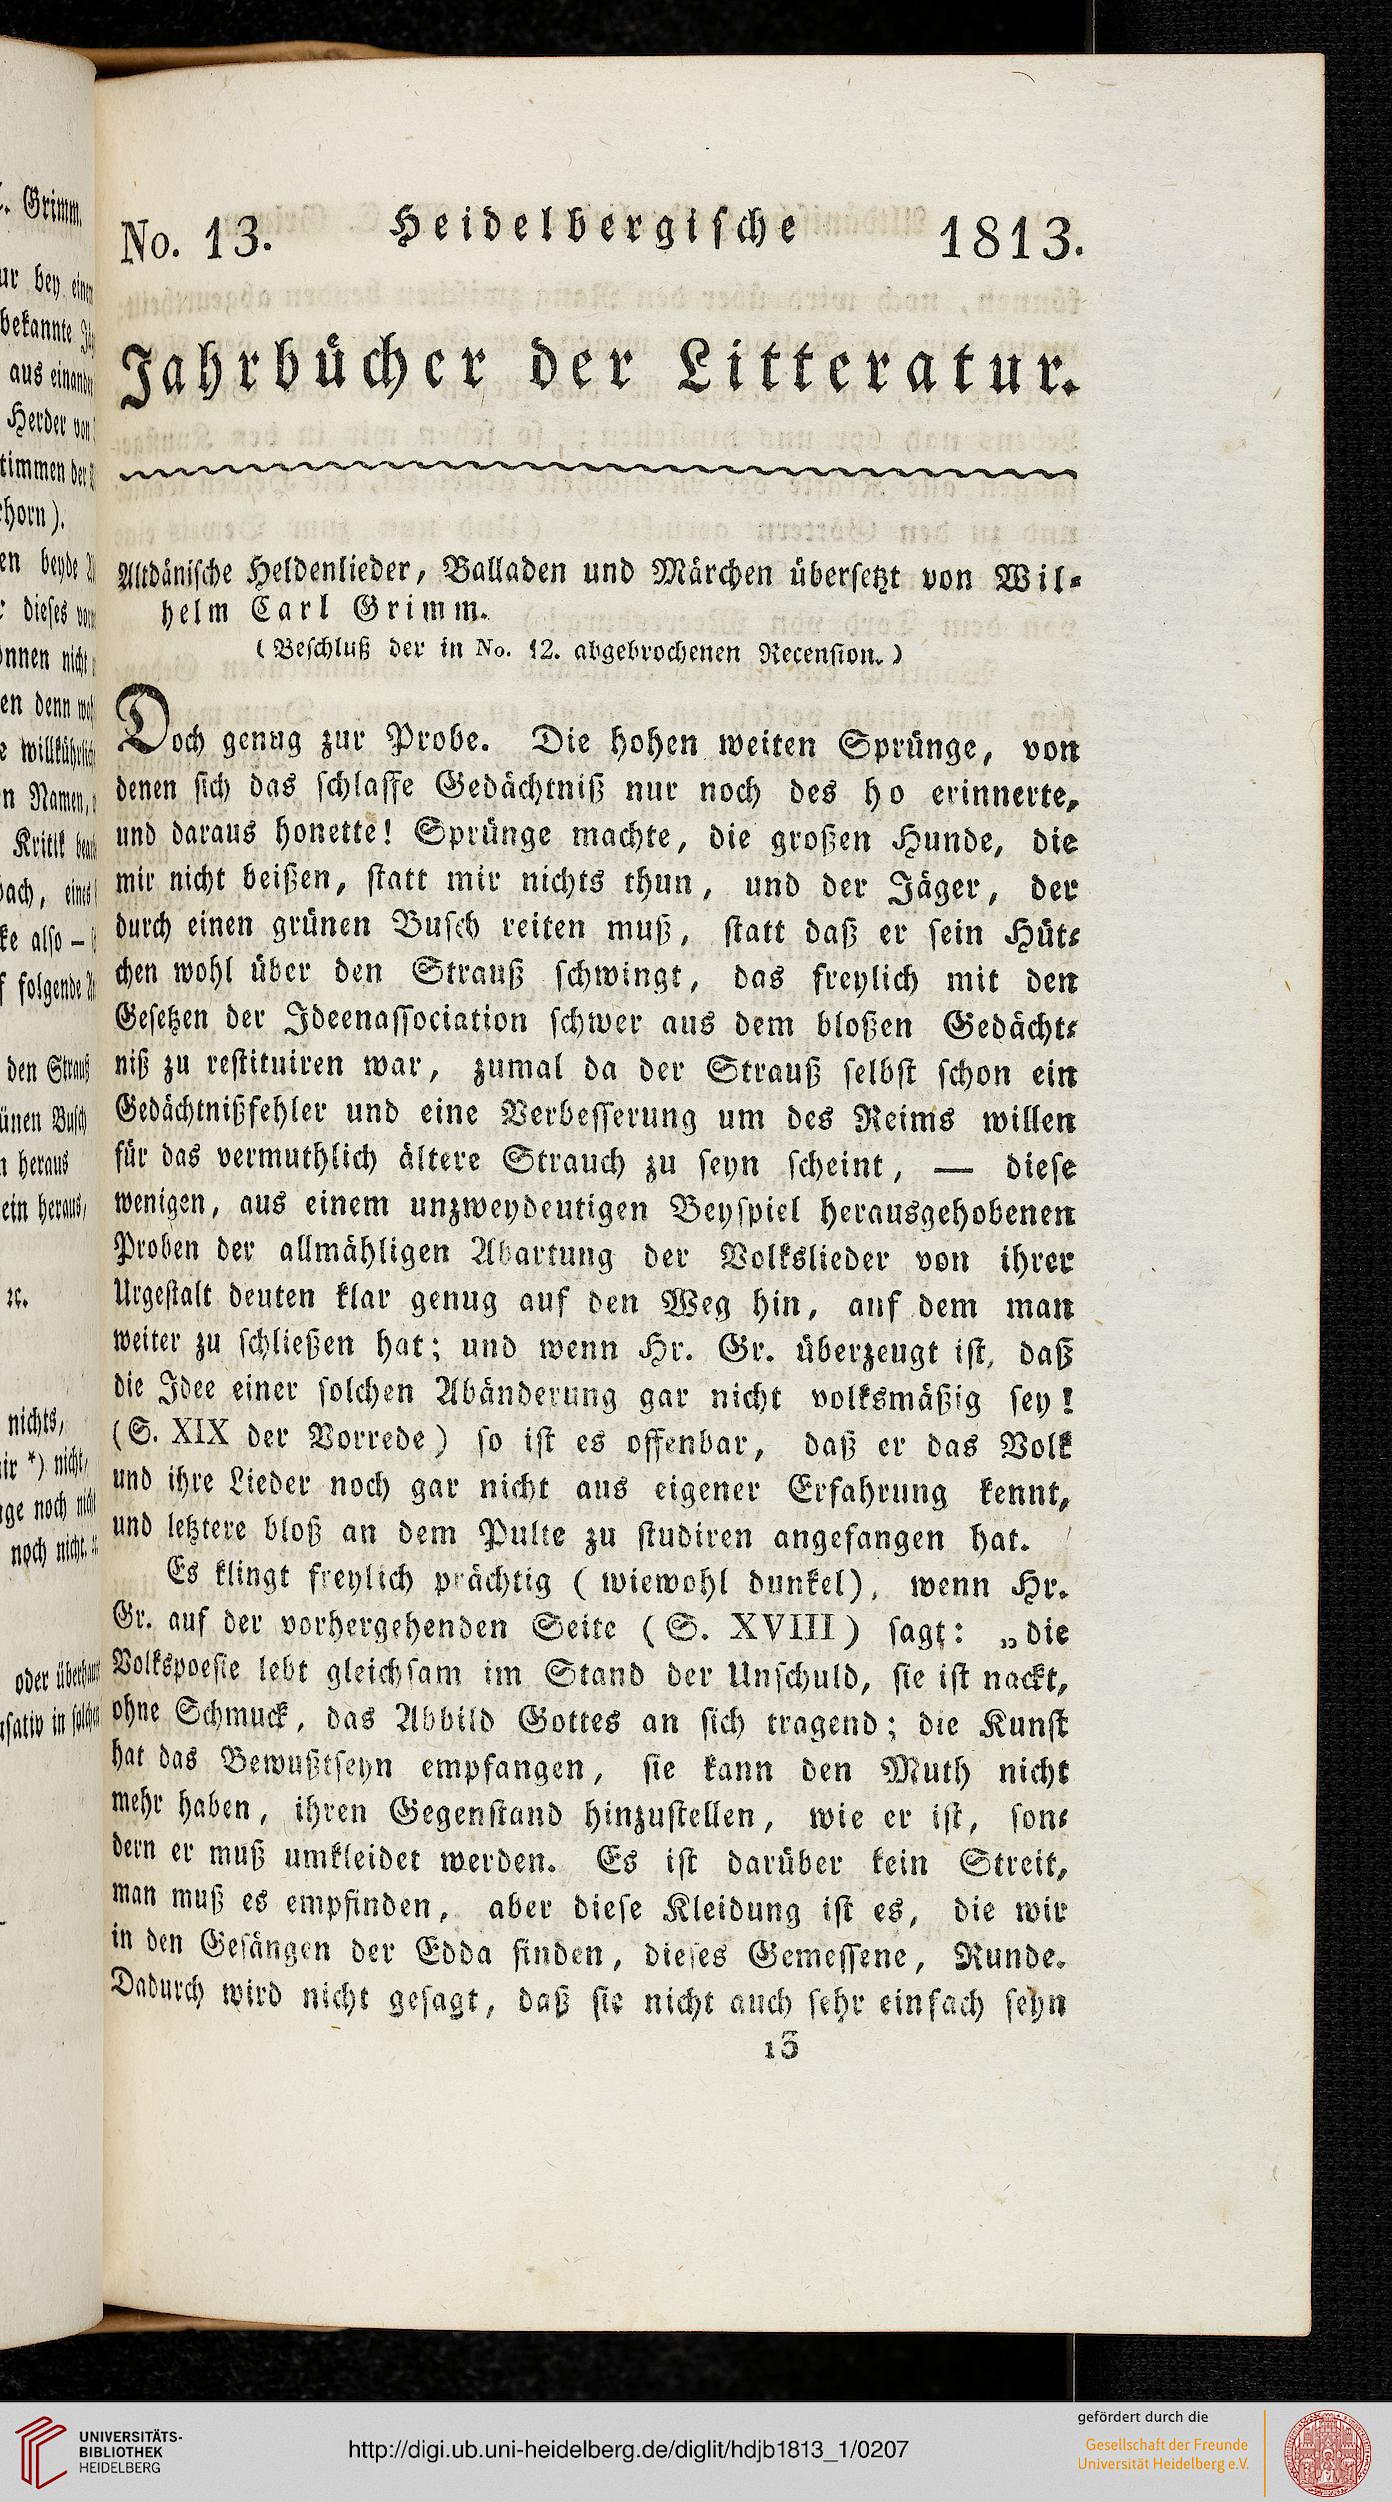 No. 13. Heidelbergische 1813.
Jahrbücher der Litteratur.
Altdänische Heldenlieder, Balladen und Märchen übersetzt von Wil-
helm Carl Grimm.
(Beschluß der in No. 12. abgebrochenen Recension.)
Doch genug zur Probe. Die hohen weiten Sprünge, von
denen sich das schlaffe Gedächtniß nur noch des ho erinnerte,
und daraus honette! Sprünge machte, die großen Hunde, die
mir nicht beißen, statt mir nichts thun, und der Jäger, der
durch einen grünen Busch reiten muß, statt daß er sein Hüt-
chen wohl über den Strauß schwingt, das freylich mit den
Gesetzen der Ideenassociation schwer aus dem bloßen Gedächt-
niß zu restituiren war, zumal da der Strauß selbst schon ein
Gedächtnißfehler und eine Verbesserung um des Reims willen
für das vermuthlich ältere Strauch zu seyn scheint, — diese
wenigen, aus einem unzweydeutigen Beyspiel herausgehobenen
Proben der allmähligen Abartung der Volkslieder von ihrer
Urgestalt deuten klar genug auf den Weg hin, auf dem man
weiter zu schließen hat; und wenn Hr. Gr. überzeugt ist, daß
die Idee einer solchen Abänderung gar nicht volksmäßig sey!
(S. XIX der Vorrede) so ist es offenbar, daß er das Volk
und ihre Lieder noch gar nicht aus eigener Erfahrung kennt,
und letztere bloß an dem Pulte zu studiren angefangen hat.
Es klingt freylich prächtig (wiewohl dunkel), wenn Hr.
Gr. auf der vorhergehenden Seite (S. XVIII) sagt: „die
Volkspoesie lebt gleichsam im Stand der Unschuld, sie ist nackt,
ohne Schmuck, das Abbild Gottes an sich tragend; die Kunst
hat das Bewußtseyn empfangen, sie kann den Muth nicht
mehr haben, ihren Gegenstand hinzustellen, wie er ist, son-
dern er muß umkleidet werden. Es ist darüber kein Streit,
man muß es empfinden, aber diese Kleidung ist es, die wir
in den Gesängen der Edda finden, dieses Gemessene, Runde.
Dadurch wird nicht gesagt, daß sie nicht auch sehr einfach seyn
13
UNIVERSITÄTS-
BIBLIOTHEK
HEIDELBERG
http://digi.ub.uni-heidelberg.de/diglit/hdjb1813_1/0207
gefördert durch die
Gesellschaft der Freunde
Universität Heidelberg e.V.